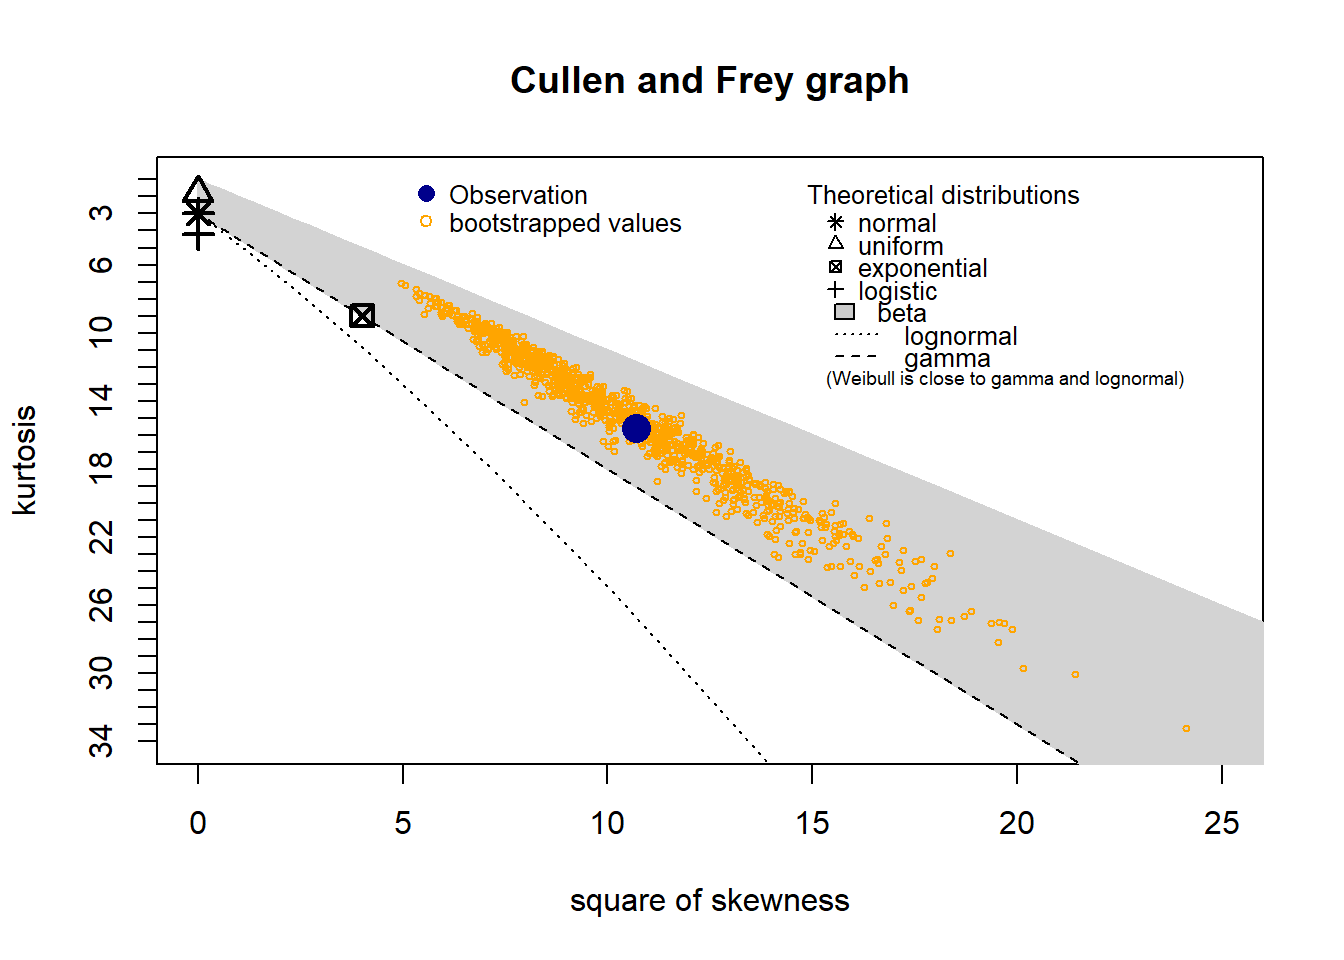 Cullen and Frey graph
Observation
bootstrapped values
Theoretical distributions
normal
uniform
exponential
logistic
beta
lognormal
gamma
(Weibull is close to gamma and lognormal)
kurtosis
3
6
10
14
18
22
26
30
34
0 5 10 15 20 25
square of skewness